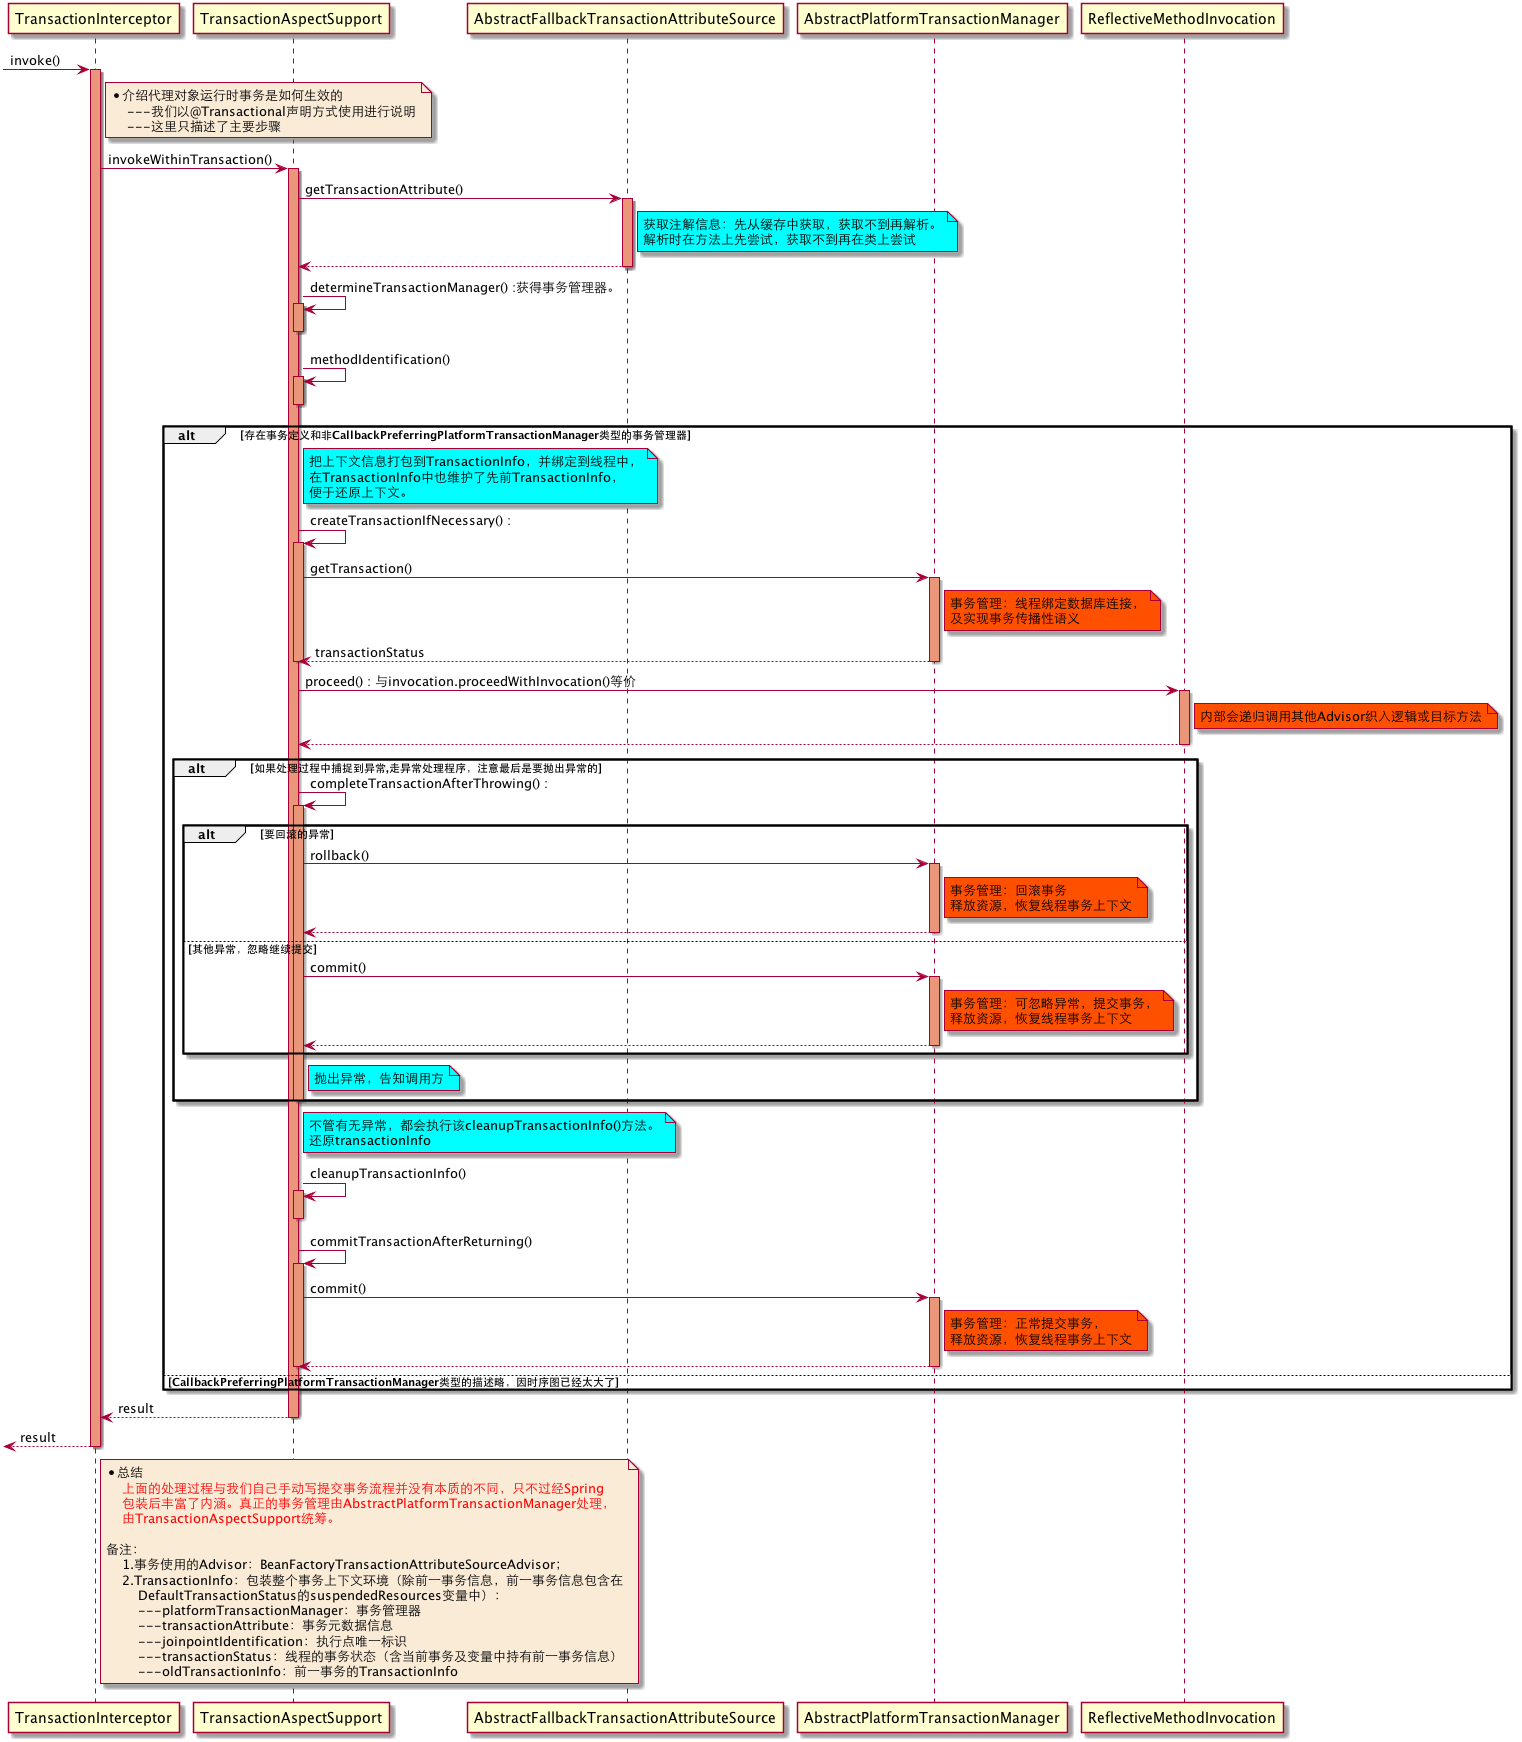 TransactionInterceptor
TransactionAspectSupport
AbstractFallbackTransactionAttributeSource
AbstractPlatformTransactionManager
ReflectiveMethodInvocation
invoke()
•介绍代理对象运行时事务是如何生效的
---我们以@Transactional声明方式使用进行说明
---这里只描述了主要步骤
invokeWithinTransaction()
getTransactionAttribute()
获取注解信息：先从缓存中获取，获取不到再解析。
解析时在方法上先尝试，获取不到再在类上尝试
determineTransactionManager() :获得事务管理器。
methodIdentification()
alt
[存在事务定义和非CallbackPreferringPlatformTransactionManager类型的事务管理器]
把上下文信息打包到TransactionInfo，并绑定到线程中，
在TransactionInfo中也维护了先前TransactionInfo，
便于还原上下文。
createTransactionIfNecessary() :
getTransaction()
事务管理：线程绑定数据库连接，
及实现事务传播性语义
transactionStatus
proceed() : 与invocation.proceedWithInvocation()等价
内部会递归调用其他Advisor织入逻辑或目标方法
alt
[如果处理过程中捕捉到异常,走异常处理程序，注意最后是要抛出异常的]
completeTransactionAfterThrowing() :
alt
[要回滚的异常]
rollback()
事务管理：回滚事务
释放资源，恢复线程事务上下文
[其他异常，忽略继续提交]
commit()
事务管理：可忽略异常，提交事务，
释放资源，恢复线程事务上下文
抛出异常，告知调用方
不管有无异常，都会执行该cleanupTransactionInfo()方法。
还原transactionInfo
cleanupTransactionInfo()
commitTransactionAfterReturning()
commit()
事务管理：正常提交事务，
释放资源，恢复线程事务上下文
[CallbackPreferringPlatformTransactionManager类型的描述略，因时序图已经太大了]
result
result
•总结
上面的处理过程与我们自己手动写提交事务流程并没有本质的不同，只不过经Spring
包装后丰富了内涵。真正的事务管理由AbstractPlatformTransactionManager处理，
由TransactionAspectSupport统筹。
备注：
1.事务使用的Advisor：BeanFactoryTransactionAttributeSourceAdvisor；
2.TransactionInfo：包装整个事务上下文环境（除前一事务信息，前一事务信息包含在
DefaultTransactionStatus的suspendedResources变量中）：
---platformTransactionManager：事务管理器
---transactionAttribute：事务元数据信息
---joinpointIdentification：执行点唯一标识
---transactionStatus：线程的事务状态（含当前事务及变量中持有前一事务信息）
---oldTransactionInfo：前一事务的TransactionInfo
TransactionInterceptor
TransactionAspectSupport
AbstractFallbackTransactionAttributeSource
AbstractPlatformTransactionManager
ReflectiveMethodInvocation